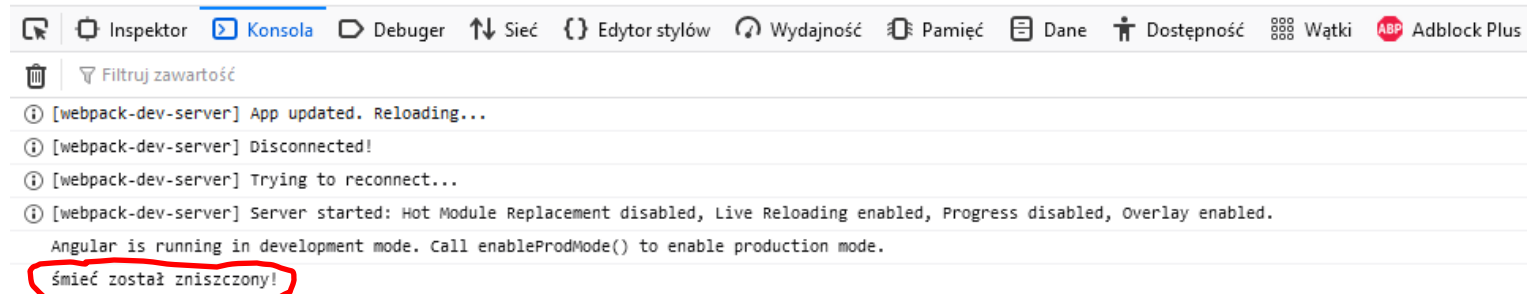 Inspektor Konsola Debuger Sieć Edytor stylów Wydajność Pamięć Dane Dostępność Wątki ABP Adblock Plus
Filtruj zawartość
[webpack-dev-server] App updated. Reloading...
[webpack-dev-server] Disconnected!
[webpack-dev-server] Trying to reconnect...
[webpack-dev-server] Server started: Hot Module Replacement disabled, Live Reloading enabled, Progress disabled, Overlay enabled.
Angular is running in development mode. Call enableProdMode() to enable production mode.
śmieć został zniszczony!